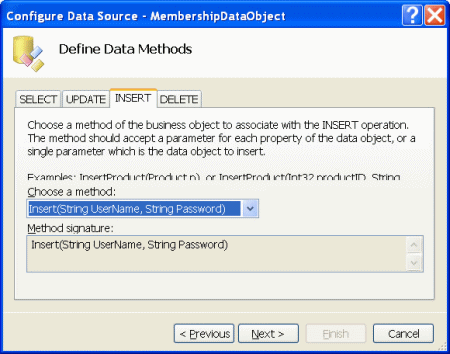 Configure Data Source - MembershipDataObject
Define Data Methods
SELECT UPDATE INSERT DELETE
Choose a method of the business object to associate with the INSERT operation.
The method should accept a parameter for each property of the data object, or a
single parameter which is the data object to insert.
Examples: InsertProduct(Product p), or InsertProduct(Int32 productID, String
Choose a method:
Insert(String UserName, String Password)
Method signature:
Insert(String UserName, String Password)
< Previous Next > Finish Cancel